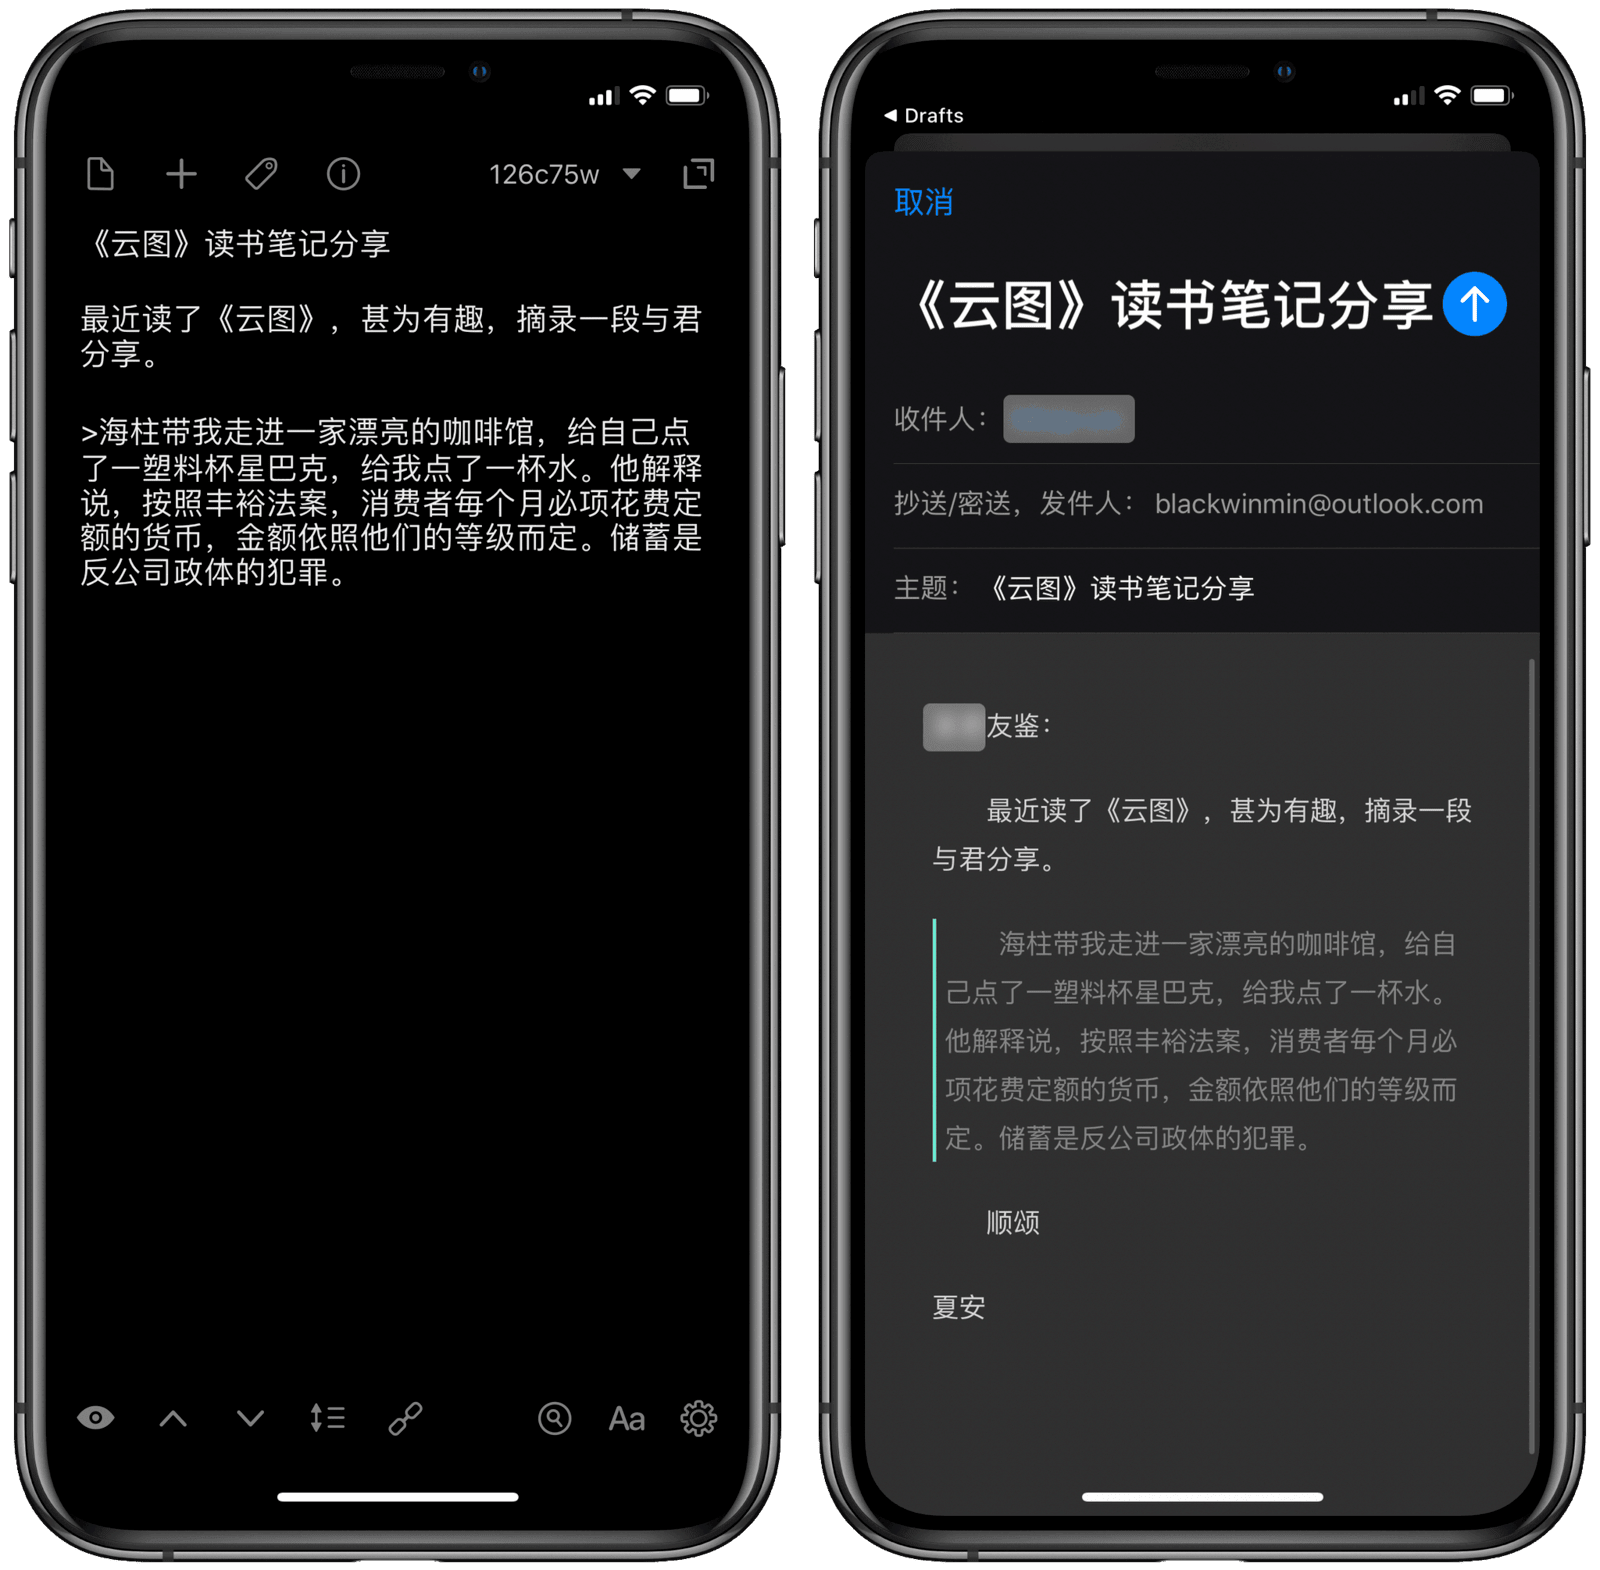 126c75w
《云图》读书笔记分享
最近读了《云图》，甚为有趣，摘录一段与君
分享。
>海柱带我走进一家漂亮的咖啡馆，给自己点
了一塑料杯星巴克，给我点了一杯水。他解释
说，按照丰裕法案，消费者每个月必项花费定
额的货币，金额依照他们的等级而定。储蓄是
反公司政体的犯罪。
Aa
Drafts
取消
《云图》读书笔记分享
收件人：
抄送/密送，发件人： blackwinmin@outlook.com
主题： 《云图》读书笔记分享
友鉴：
最近读了《云图》，甚为有趣，摘录一段
与君分享。
海柱带我走进一家漂亮的咖啡馆，给自
己点了一塑料杯星巴克，给我点了一杯水。
他解释说，按照丰裕法案，消费者每个月必
项花费定额的货币，金额依照他们的等级而
定。储蓄是反公司政体的犯罪。
顺颂
夏安